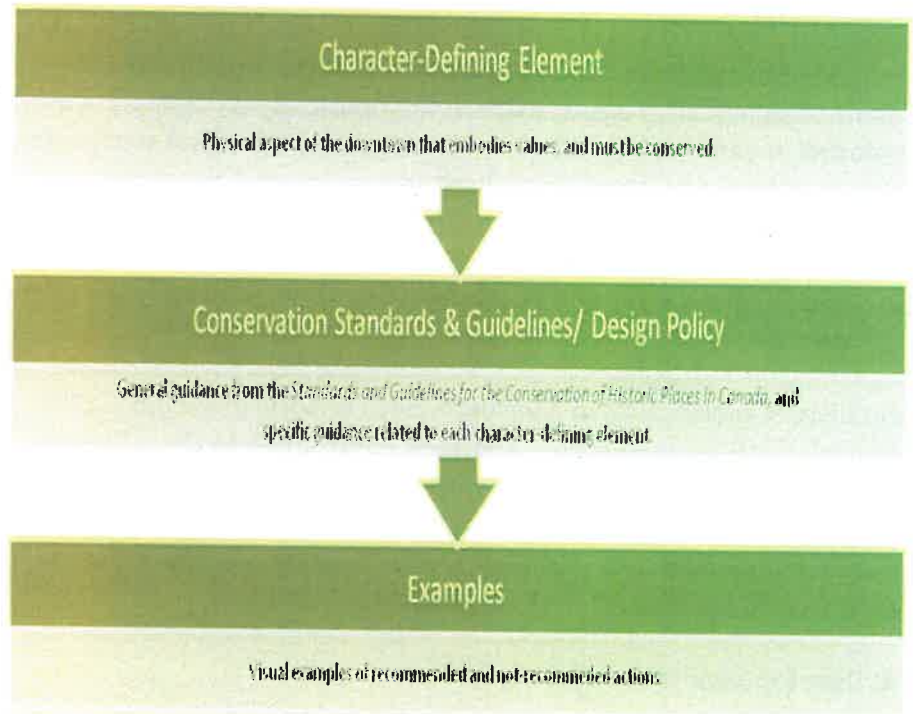 Character-Defining Element
Physical aspect of the downtown that embodies values, and must be conserved.
Conservation Standards & Guidelines/ Design Policy
General guidance from the Standards and Guidelines for the Conservation of Historic Places in Canada, and
specific guidance related to each character-defining element.
Examples
Visual examples of recommended and not-recommended actions.